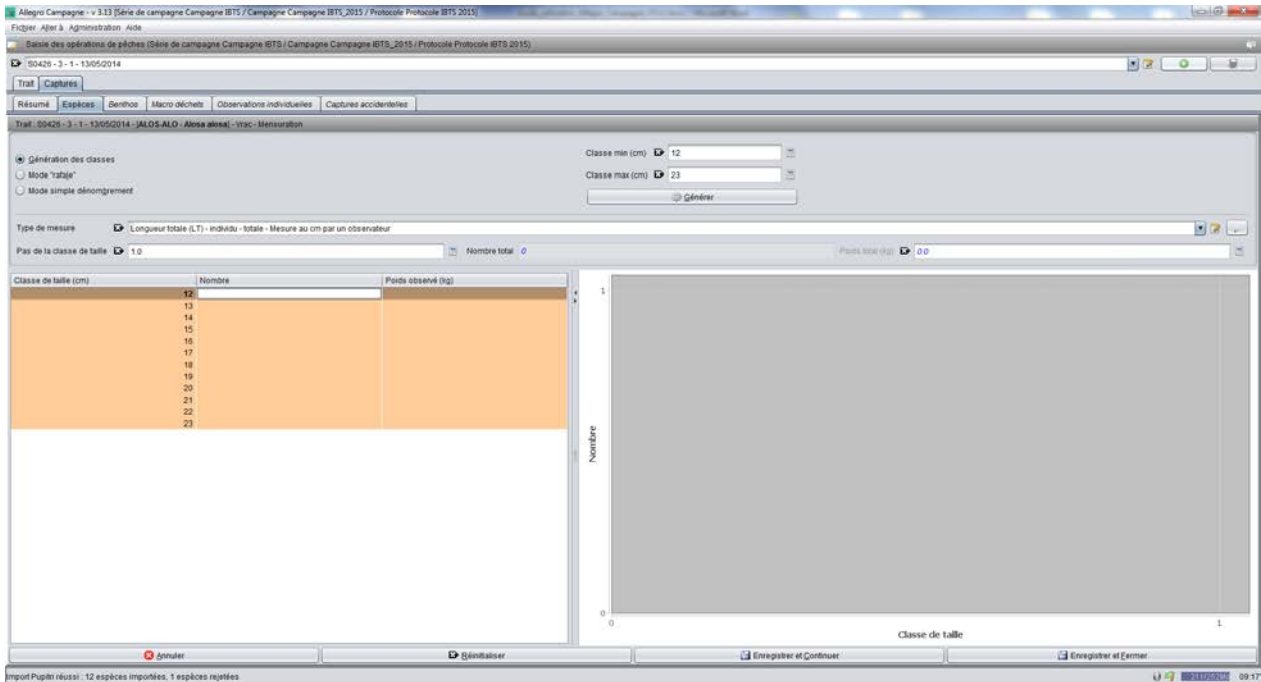 Allegro Campagne - v 3.13 [Série de campagne Campagne IBTS / Campagne Campagne IBTS_2015 / Protocole Protocole IBTS 2015]
Fichier Aller à Administration Aide
Saisie des opérations de pêches (Série de campagne Campagne IBTS / Campagne Campagne IBTS_2015 / Protocole Protocole IBTS 2015)
S0426 - 3 - 1 - 13/05/2014
Trait Captures
Résumé Espèces Benthos Macro déchets Observations individuelles Captures accidentelles
Trait : S0426 - 3 - 1 - 13/05/2014 - [ALOS-ALO - Alosa alosa] - Vrac - Mensuration
Génération des classes
Mode "rafale"
Mode simple dénombrement
Classe min (cm) 12
Classe max (cm) 23
Générer
Type de mesure Longueur totale (LT) - individu - totale - Mesure au cm par un observateur
Pas de la classe de taille 1.0 Nombre total 0 Poids total (kg) 0.0
Classe de taille (cm) Nombre Poids observé (kg)
12
13
14
15
16
17
18
19
20
21
22
23
1
Nombre
0
0 1
Classe de taille
Annuler Réinitialiser Enregistrer et Continuer Enregistrer et Fermer
Import Pupitri réussi : 12 espèces importées, 1 espèces rejetées
09:17